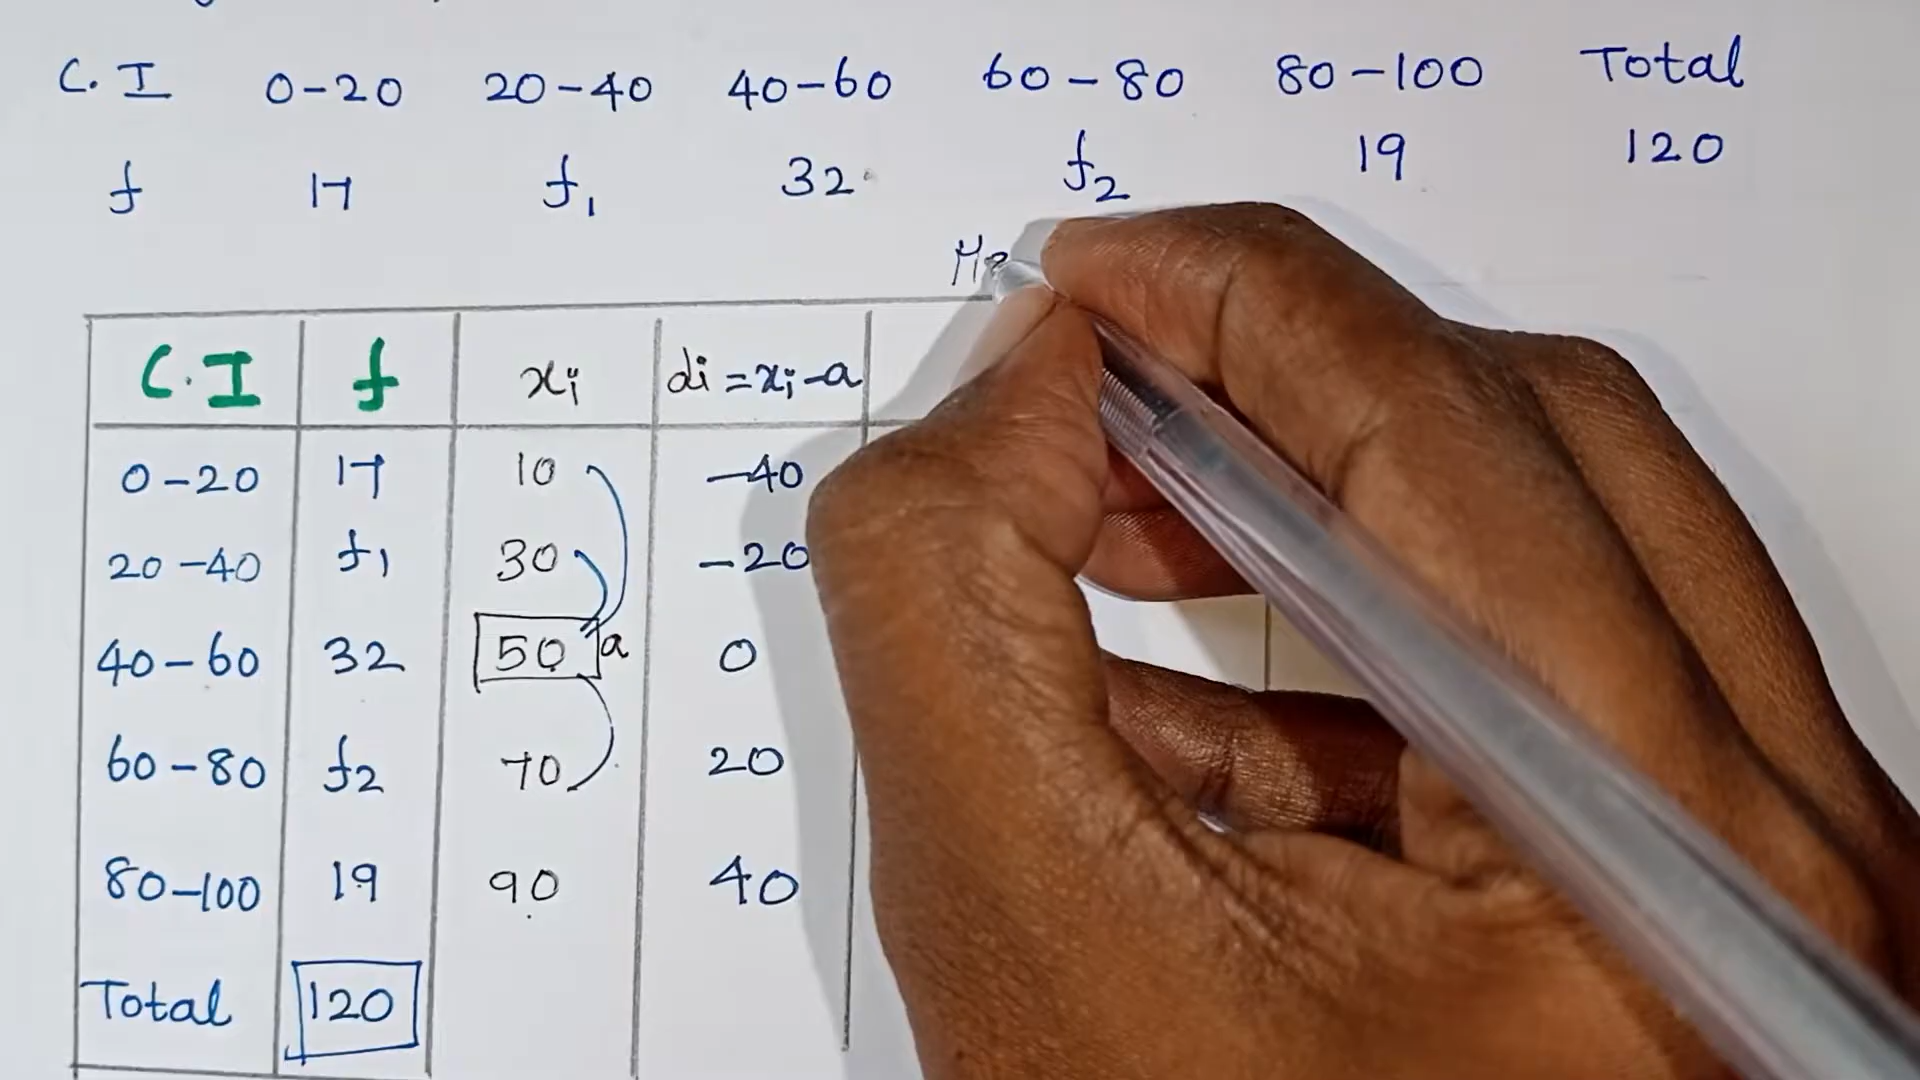 C.I 0-20 20-40 40-60 60-80 80-100 Total
f 17 f₁ 32 f₂ 19 120
C.I f xᵢ di = xᵢ - a
0-20 17 10 -40
20-40 f₁ 30 -20
40-60 32 50 a 0
60-80 f₂ 70 20
80-100 19 90 40
Total 120